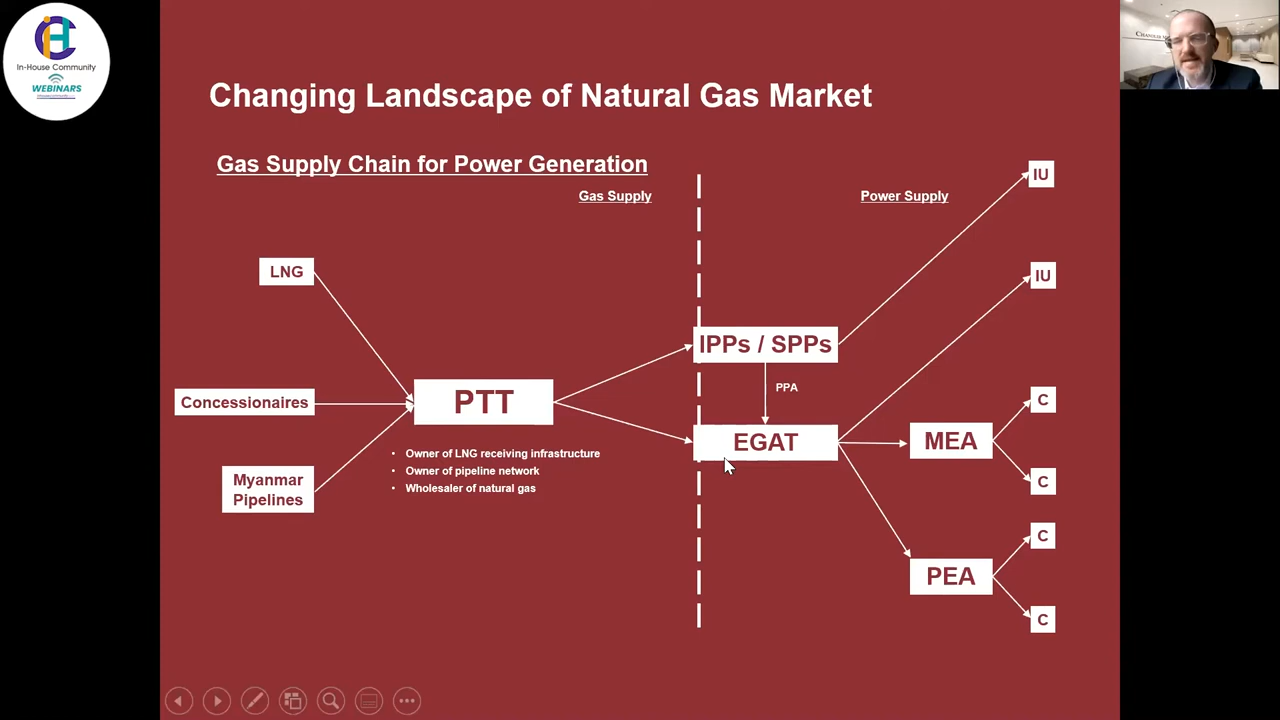 In-House Community
WEBINARS
Changing Landscape of Natural Gas Market
Gas Supply Chain for Power Generation
Gas Supply
Power Supply
IU
LNG
IU
IPPs / SPPs
PPA
Concessionaires
PTT
C
EGAT
MEA
• Owner of LNG receiving infrastructure
• Owner of pipeline network
• Wholesaler of natural gas
Myanmar
Pipelines
C
C
PEA
C